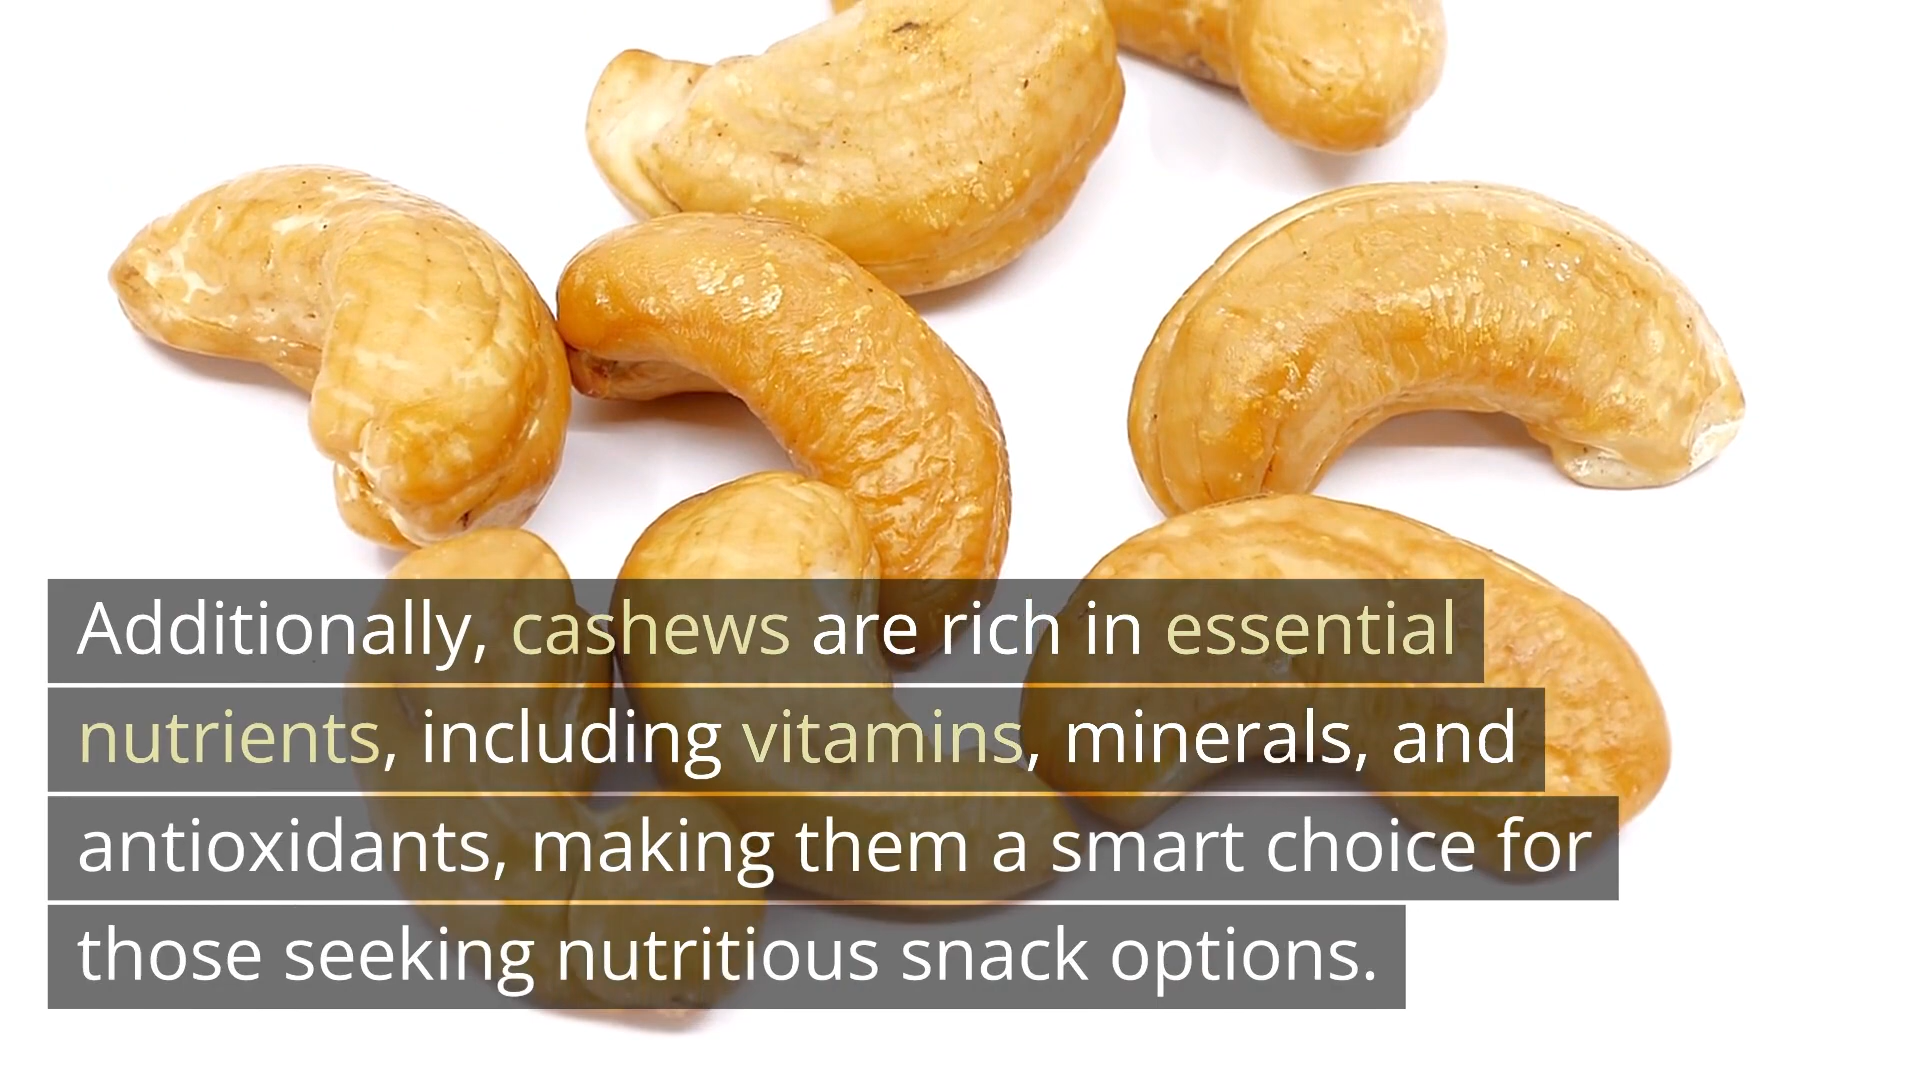 Additionally, cashews are rich in essential
nutrients, including vitamins, minerals, and
antioxidants, making them a smart choice for
those seeking nutritious snack options.